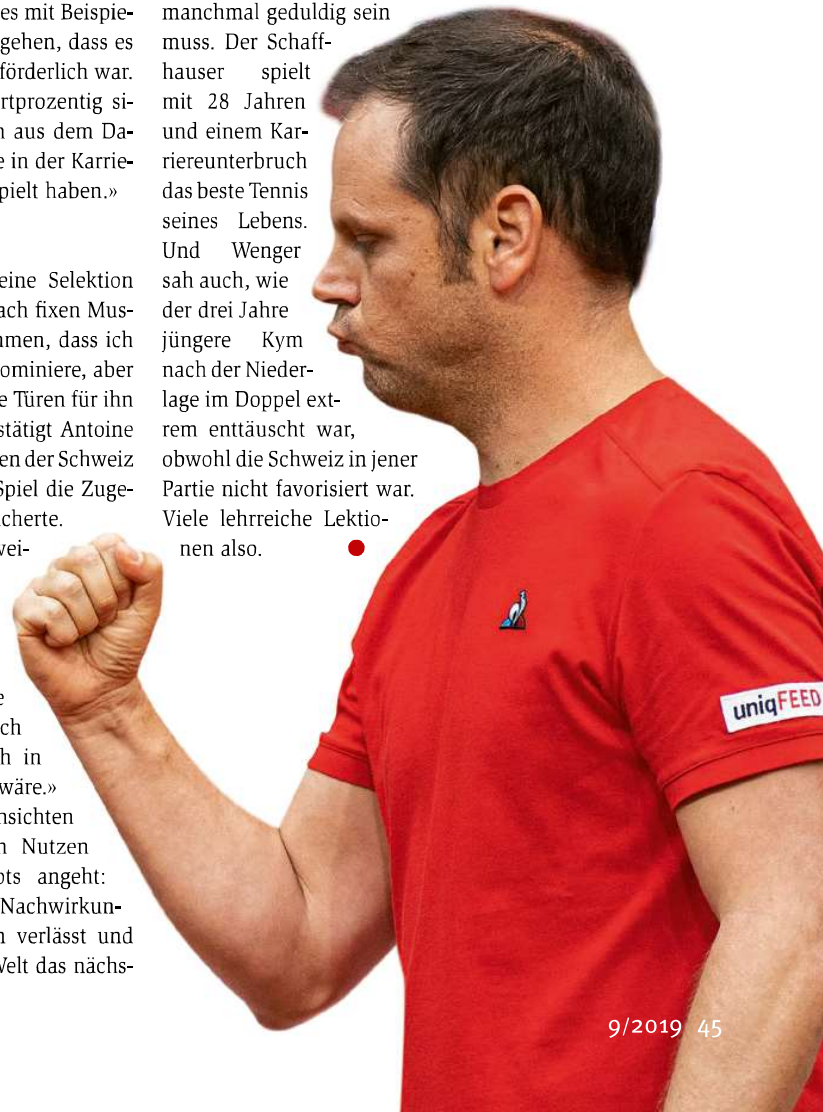 es mit Beispie-
gehen, dass es
förderlich war.
rtprozentig si-
aus dem Da-
e in der Karrie-
pielt haben.»
eine Selektion
ach fixen Mus-
men, dass ich
ominiere, aber
e Türen für ihn
stätigt Antoine
en der Schweiz
Spiel die Zuge-
cherte.
wei-
e
ch
h in
wäre.»
nsichten
n Nutzen
ots angeht:
Nachwirkun-
n verlässt und
Welt das nächs-
manchmal geduldig sein
muss. Der Schaff-
hauser spielt
mit 28 Jahren
und einem Kar-
riereunterbruch
das beste Tennis
seines Lebens.
Und Wenger
sah auch, wie
der drei Jahre
jüngere Kym
nach der Nieder-
lage im Doppel ext-
rem enttäuscht war,
obwohl die Schweiz in jener
Partie nicht favorisiert war.
Viele lehrreiche Lektio-
nen also.
uniqFEED
9/2019 45